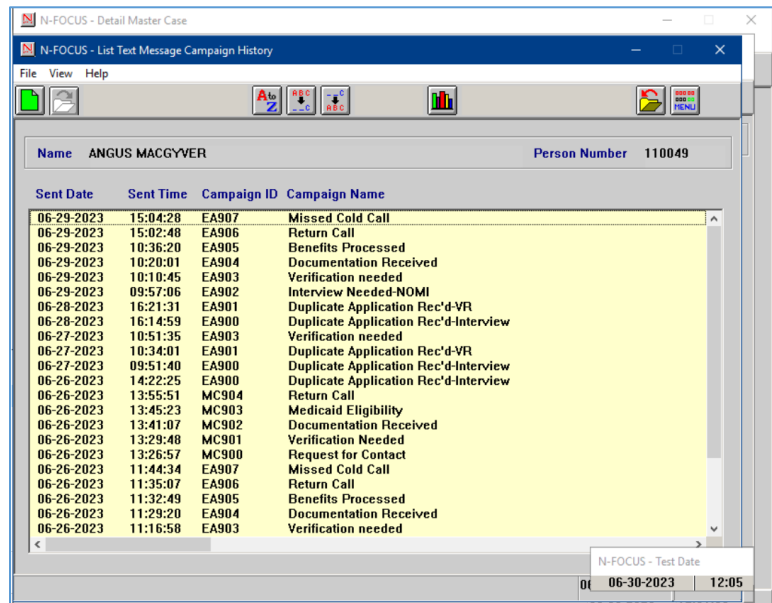 N-FOCUS - Detail Master Case
N-FOCUS - List Text Message Campaign History
File View Help
A to Z ABC --C --C ABC MENU
Name ANGUS MACGYVER Person Number 110049
Sent Date Sent Time Campaign ID Campaign Name
06-29-2023 15:04:28 EA907 Missed Cold Call
06-29-2023 15:02:48 EA906 Return Call
06-29-2023 10:36:20 EA905 Benefits Processed
06-29-2023 10:20:01 EA904 Documentation Received
06-29-2023 10:10:45 EA903 Verification needed
06-29-2023 09:57:06 EA902 Interview Needed-NOMI
06-28-2023 16:21:31 EA901 Duplicate Application Rec'd-VR
06-28-2023 16:14:59 EA900 Duplicate Application Rec'd-Interview
06-27-2023 10:51:35 EA903 Verification needed
06-27-2023 10:34:01 EA901 Duplicate Application Rec'd-VR
06-27-2023 09:51:40 EA900 Duplicate Application Rec'd-Interview
06-26-2023 14:22:25 EA900 Duplicate Application Rec'd-Interview
06-26-2023 13:55:51 MC904 Return Call
06-26-2023 13:45:23 MC903 Medicaid Eligibility
06-26-2023 13:41:07 MC902 Documentation Received
06-26-2023 13:29:48 MC901 Verification Needed
06-26-2023 13:26:57 MC900 Request for Contact
06-26-2023 11:44:34 EA907 Missed Cold Call
06-26-2023 11:35:07 EA906 Return Call
06-26-2023 11:32:49 EA905 Benefits Processed
06-26-2023 11:29:20 EA904 Documentation Received
06-26-2023 11:16:58 EA903 Verification needed
N-FOCUS - Test Date
06-30-2023 12:05